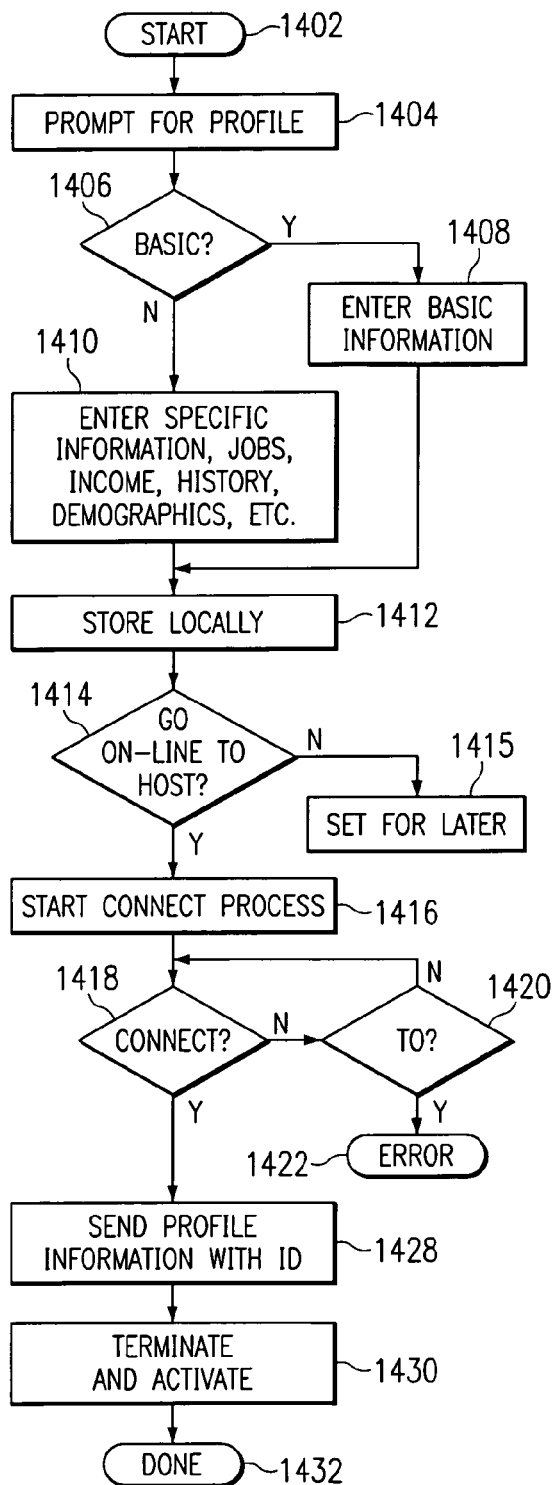 START
1402
PROMPT FOR PROFILE
1404
1406
BASIC?
Y
N
1408
ENTER BASIC
INFORMATION
1410
ENTER SPECIFIC
INFORMATION, JOBS,
INCOME, HISTORY,
DEMOGRAPHICS, ETC.
STORE LOCALLY
1412
1414
GO
ON-LINE TO
HOST?
N
Y
1415
SET FOR LATER
START CONNECT PROCESS
1416
1418
CONNECT?
N
Y
N
1420
TO?
Y
1422
ERROR
SEND PROFILE
INFORMATION WITH ID
1428
TERMINATE
AND ACTIVATE
1430
DONE
1432